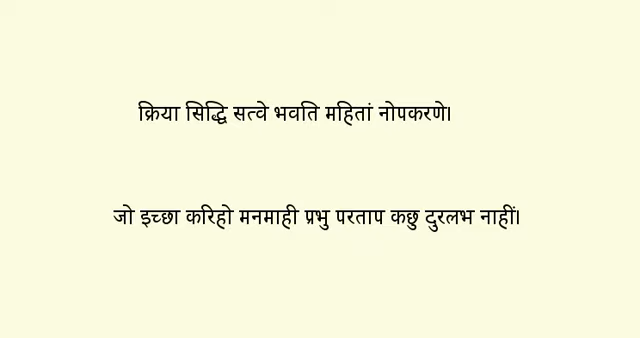 क्रिया सिद्धि सत्वे भवति महितां नोपकरणे।
जो इच्छा करिहो मनमाही प्रभु परताप कछु दुरलभ नाहीं।